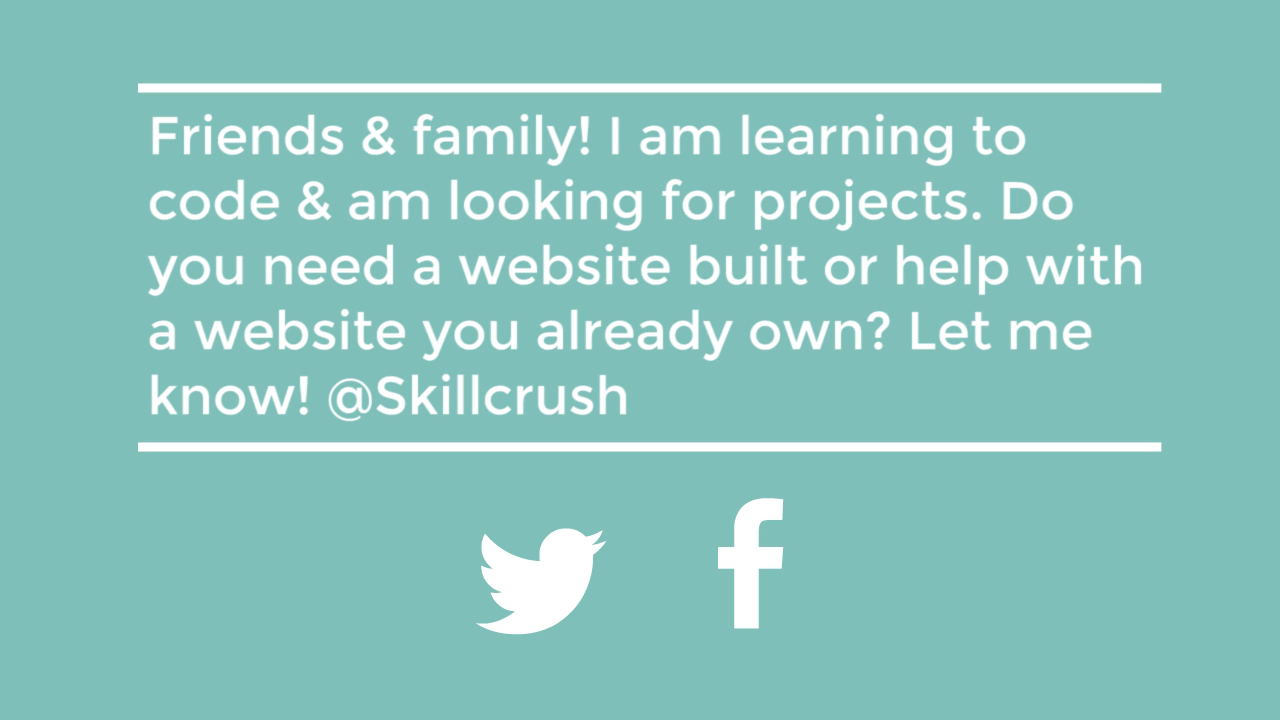 Friends & family! I am learning to
code & am looking for projects. Do
you need a website built or help with
a website you already own? Let me
know! @Skillcrush